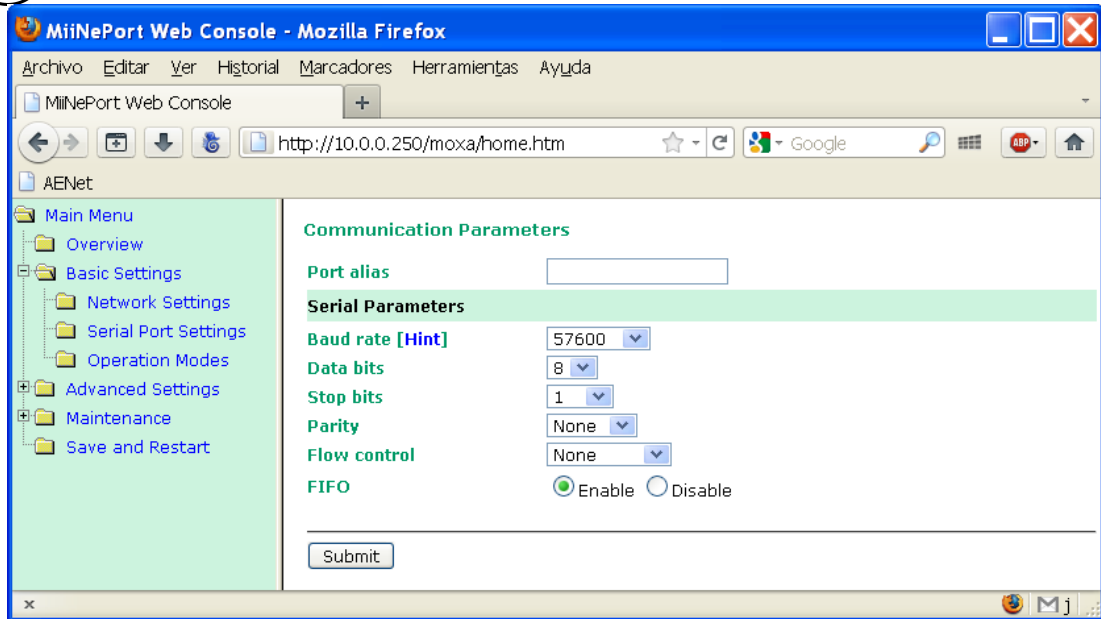 MiiNePort Web Console - Mozilla Firefox
Archivo Editar Ver Historial Marcadores Herramientas Ayuda
MiiNePort Web Console +
http://10.0.0.250/moxa/home.htm Google ABP
AENet
Main Menu
Overview
Basic Settings
Network Settings
Serial Port Settings
Operation Modes
Advanced Settings
Maintenance
Save and Restart
Communication Parameters
Port alias
Serial Parameters
Baud rate [Hint] 57600
Data bits 8
Stop bits 1
Parity None
Flow control None
FIFO Enable Disable
Submit
x j